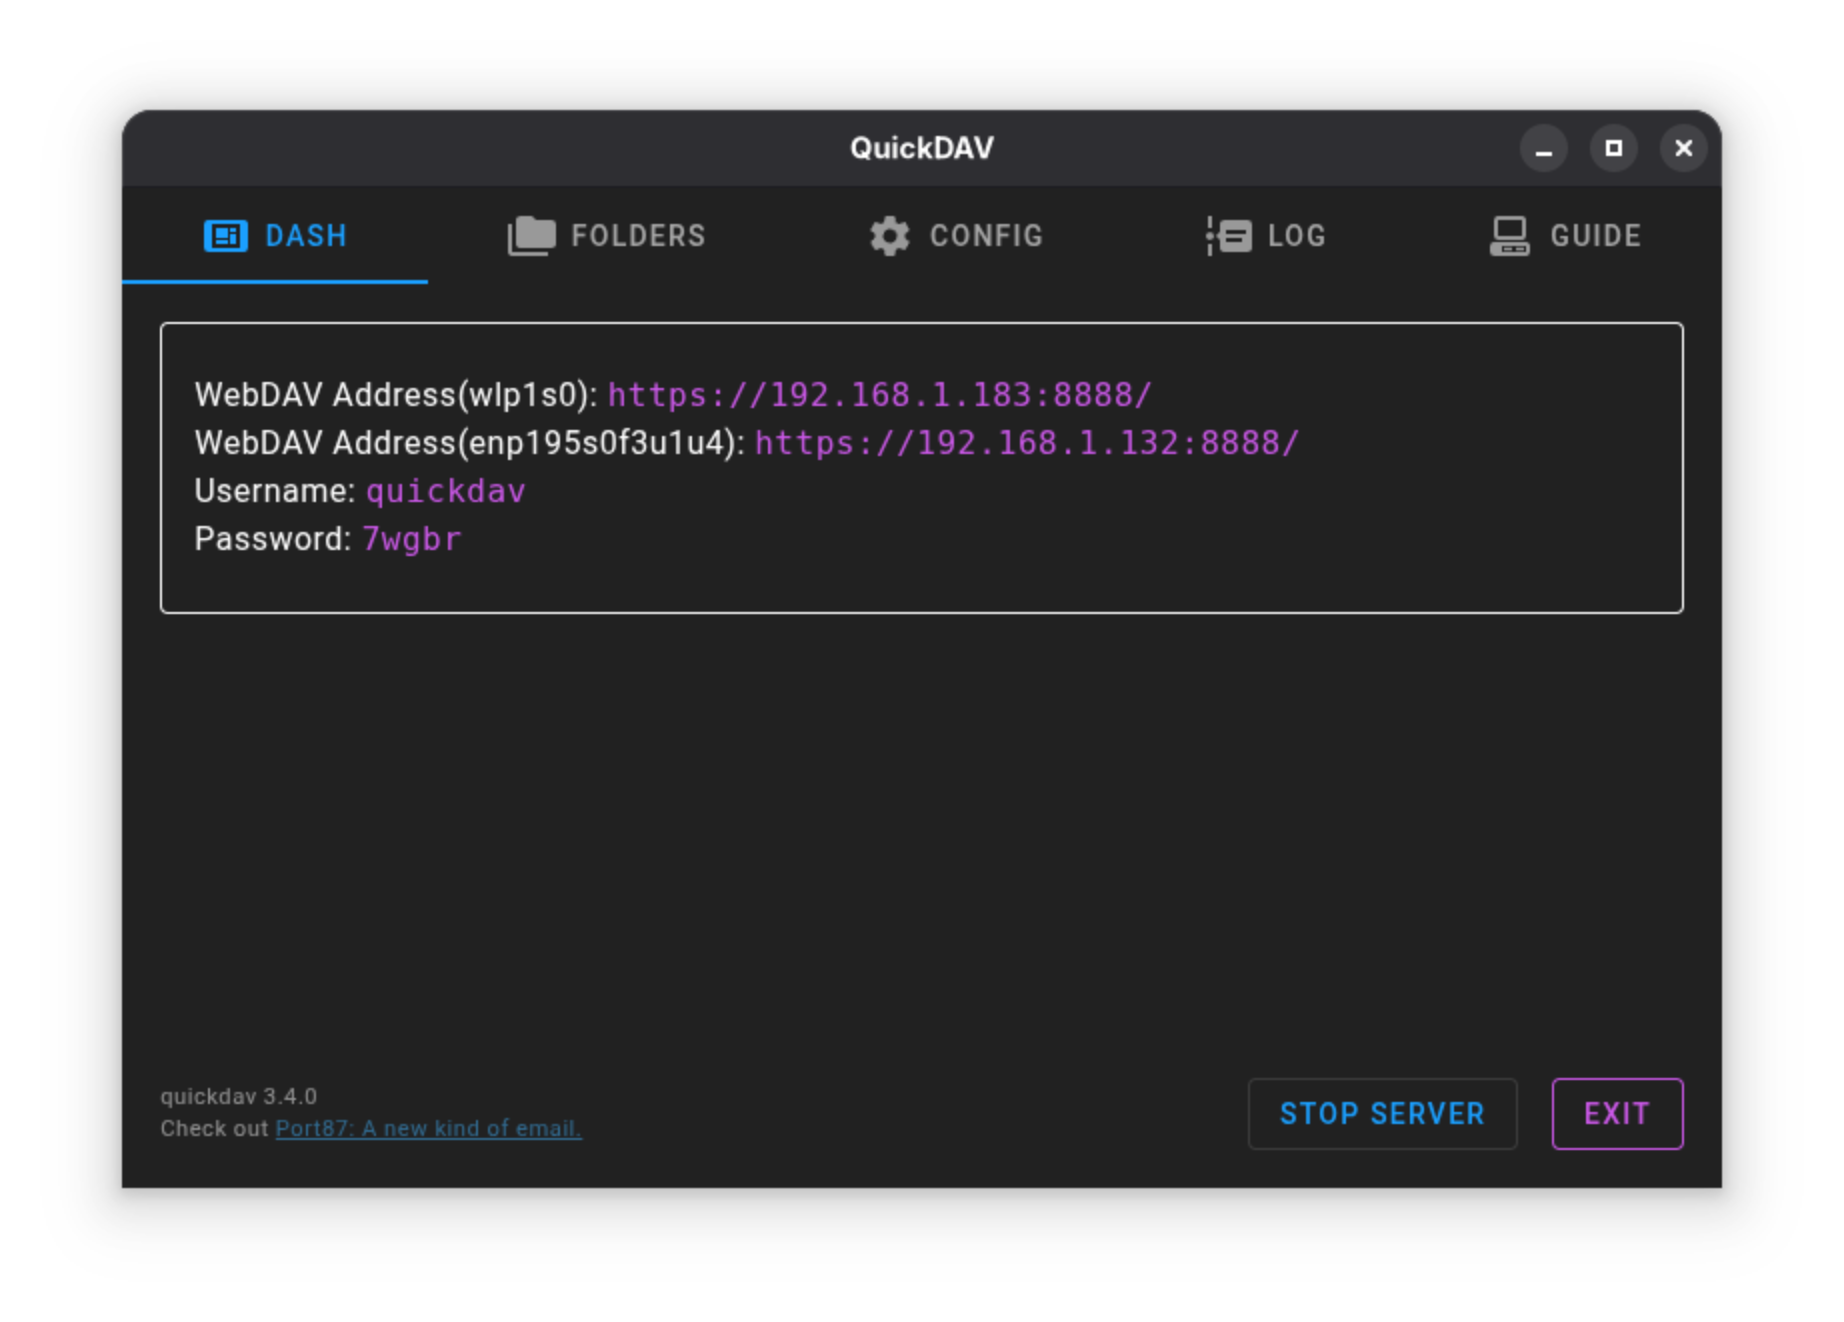 QuickDAV
DASH
FOLDERS
CONFIG
LOG
GUIDE
WebDAV Address(wlp1s0): https://192.168.1.183:8888/
WebDAV Address(enp195s0f3u1u4): https://192.168.1.132:8888/
Username: quickdav
Password: 7wgbr
quickdav 3.4.0
Check out Port87: A new kind of email.
STOP SERVER
EXIT